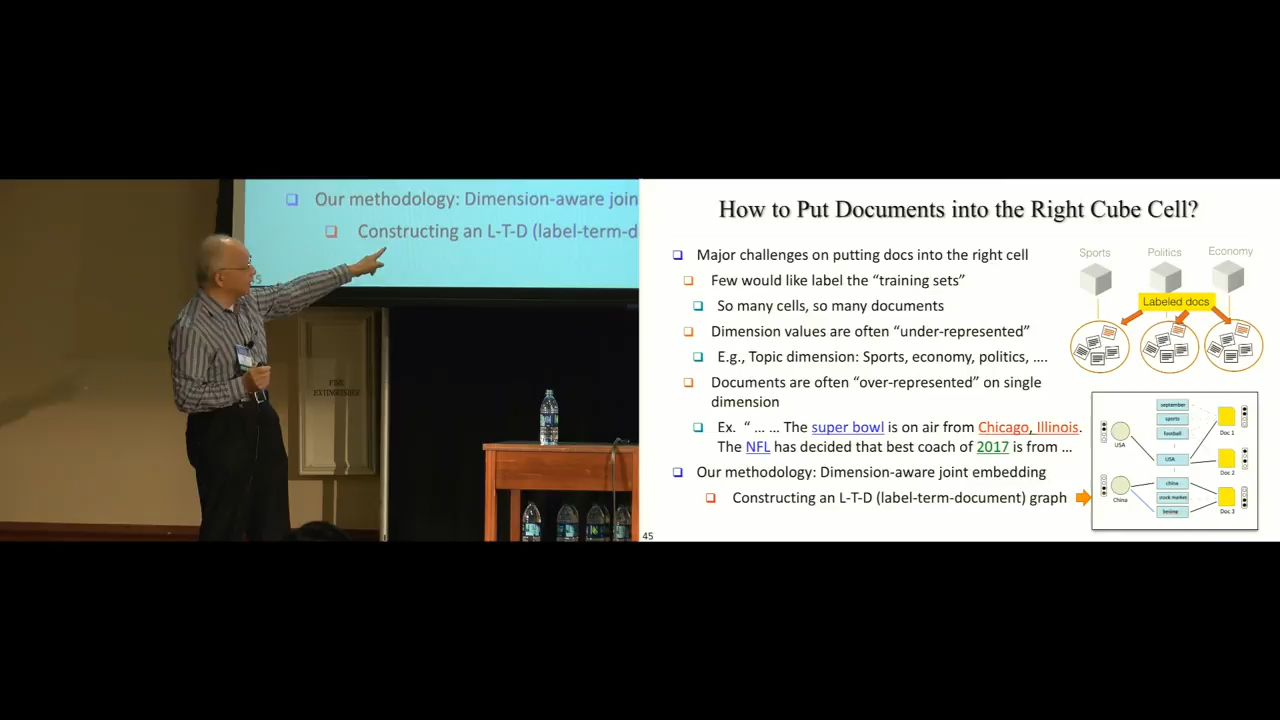 Our methodology: Dimension-aware joint
Constructing an L-T-D (label-term-d
FIRE
EXTINGUISHER
How to Put Documents into the Right Cube Cell?
Major challenges on putting docs into the right cell
Few would like label the “training sets”
So many cells, so many documents
Dimension values are often “under-represented”
E.g., Topic dimension: Sports, economy, politics, ....
Documents are often “over-represented” on single
dimension
Ex. “ ... ... The super bowl is on air from Chicago, Illinois.
The NFL has decided that best coach of 2017 is from ...
Our methodology: Dimension-aware joint embedding
Constructing an L-T-D (label-term-document) graph
45
Sports
Politics
Economy
Labeled docs
september
sports
football
USA
china
stock market
beijing
USA
China
Doc 1
Doc 2
Doc 3